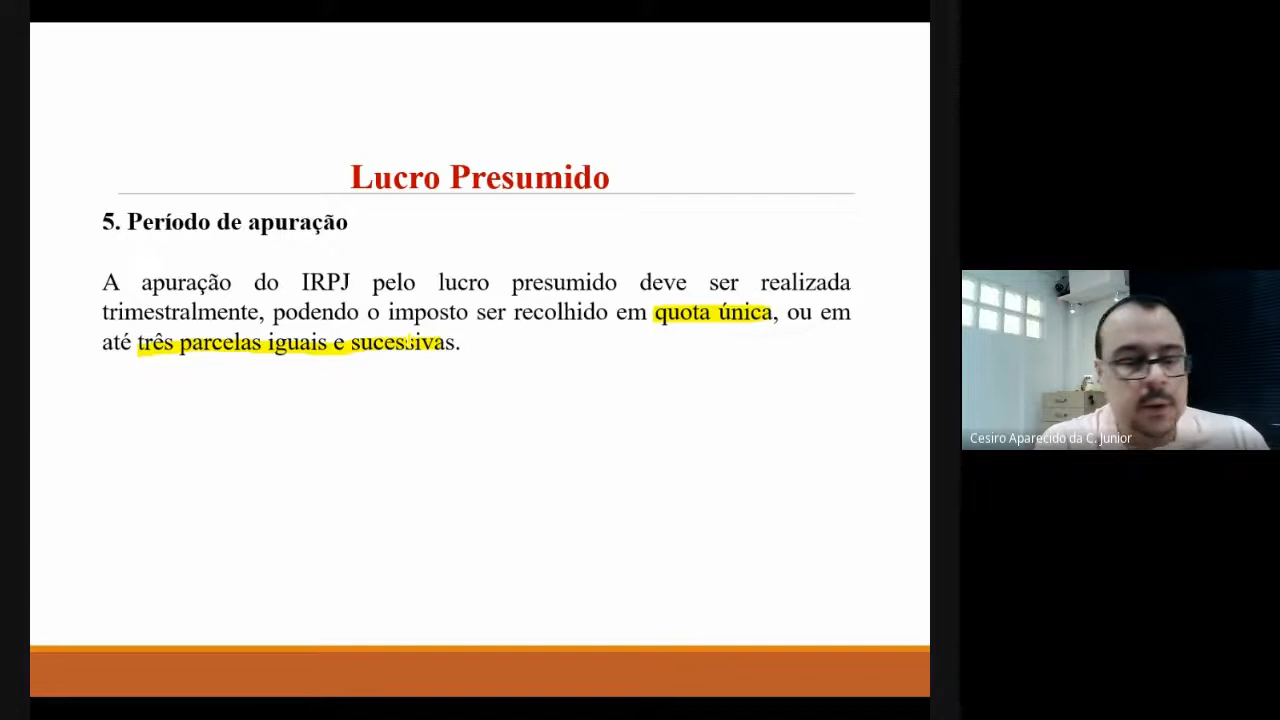 Lucro Presumido
5. Período de apuração
A apuração do IRPJ pelo lucro presumido deve ser realizada
trimestralmente, podendo o imposto ser recolhido em quota única, ou em
até três parcelas iguais e sucessivas.
Cesiro Aparecido da C. Junior